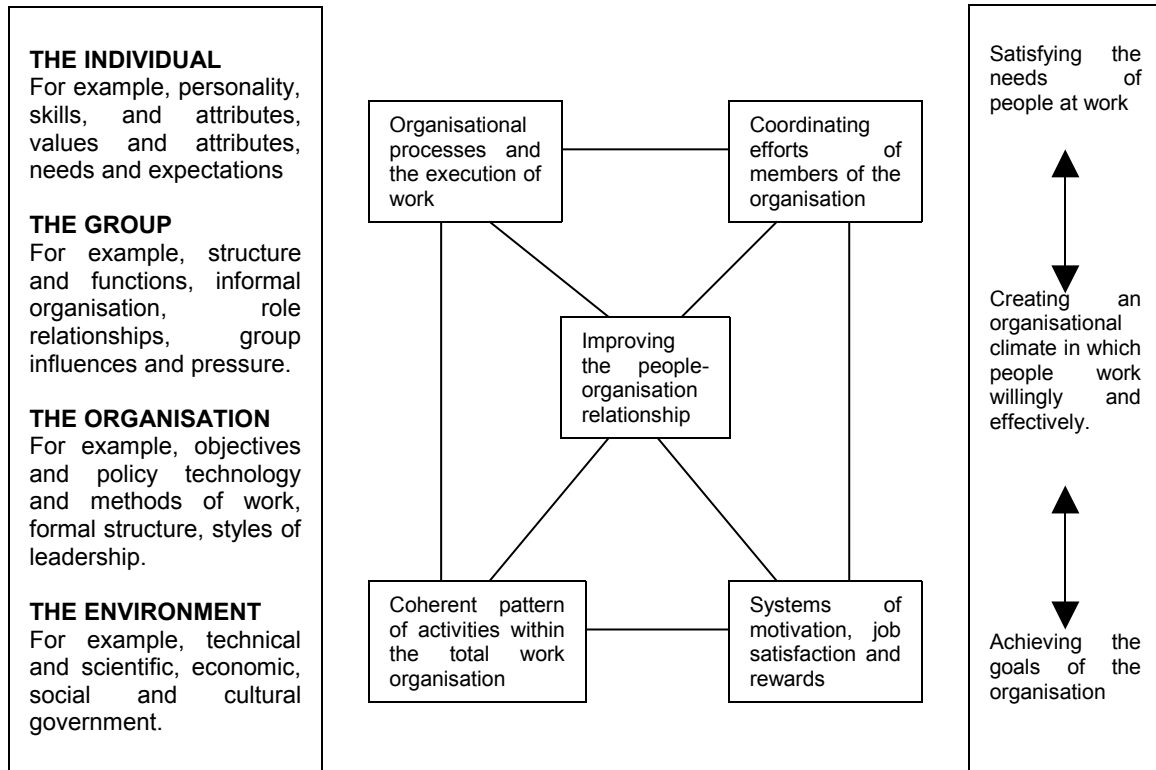 THE INDIVIDUAL
For example, personality,
skills, and attributes,
values and attributes,
needs and expectations
THE GROUP
For example, structure
and functions, informal
organisation, role
relationships, group
influences and pressure.
THE ORGANISATION
For example, objectives
and policy technology
and methods of work,
formal structure, styles of
leadership.
THE ENVIRONMENT
For example, technical
and scientific, economic,
social and cultural
government.
Organisational
processes and
the execution of
work
Coordinating
efforts of
members of the
organisation
Improving
the people-
organisation
relationship
Coherent pattern
of activities within
the total work
organisation
Systems of
motivation, job
satisfaction and
rewards
Satisfying the
needs of
people at work
Creating an
organisational
climate in which
people work
willingly and
effectively.
Achieving the
goals of the
organisation